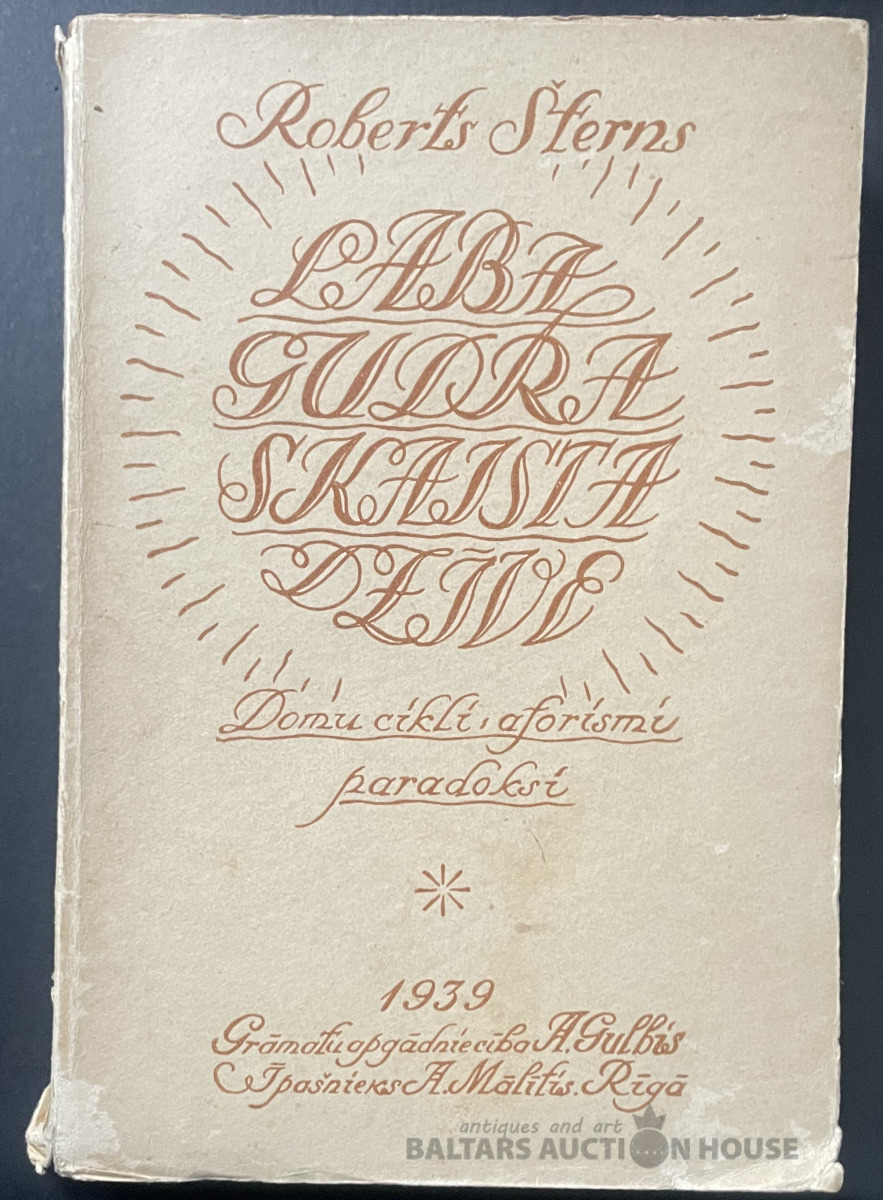 Roberts Šterns
LABA
GUDRA
SKAISTA
DZĪVE
Domu cikli, aforismi
paradoksi
1939
Grāmatu apgādniecība A. Gulbis
Īpašnieks A. Mālītis. Rīgā
antiques and art
BALTARS AUCTION HOUSE